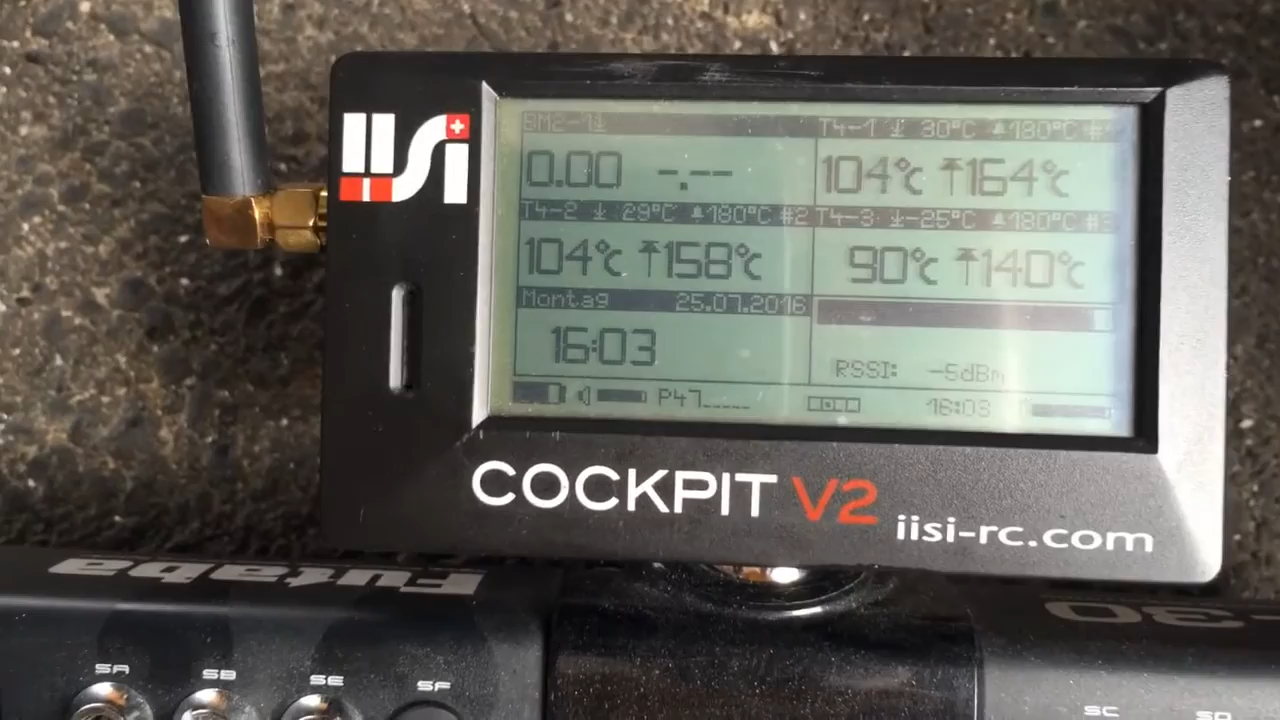 IISi
BM2-1
T4-1 30°C 180°C
0.00 -.--
104°C 164°C
T4-2 29°C 180°C #2
T4-3 -25°C 180°C
104°C 158°C
90°C 140°C
Montag 25.07.2016
16:03
RSSI: -5dBm
P47_____
16:03
COCKPIT V2
iisi-rc.com
Futaba
SA
SB
SE
SF
SC
SD